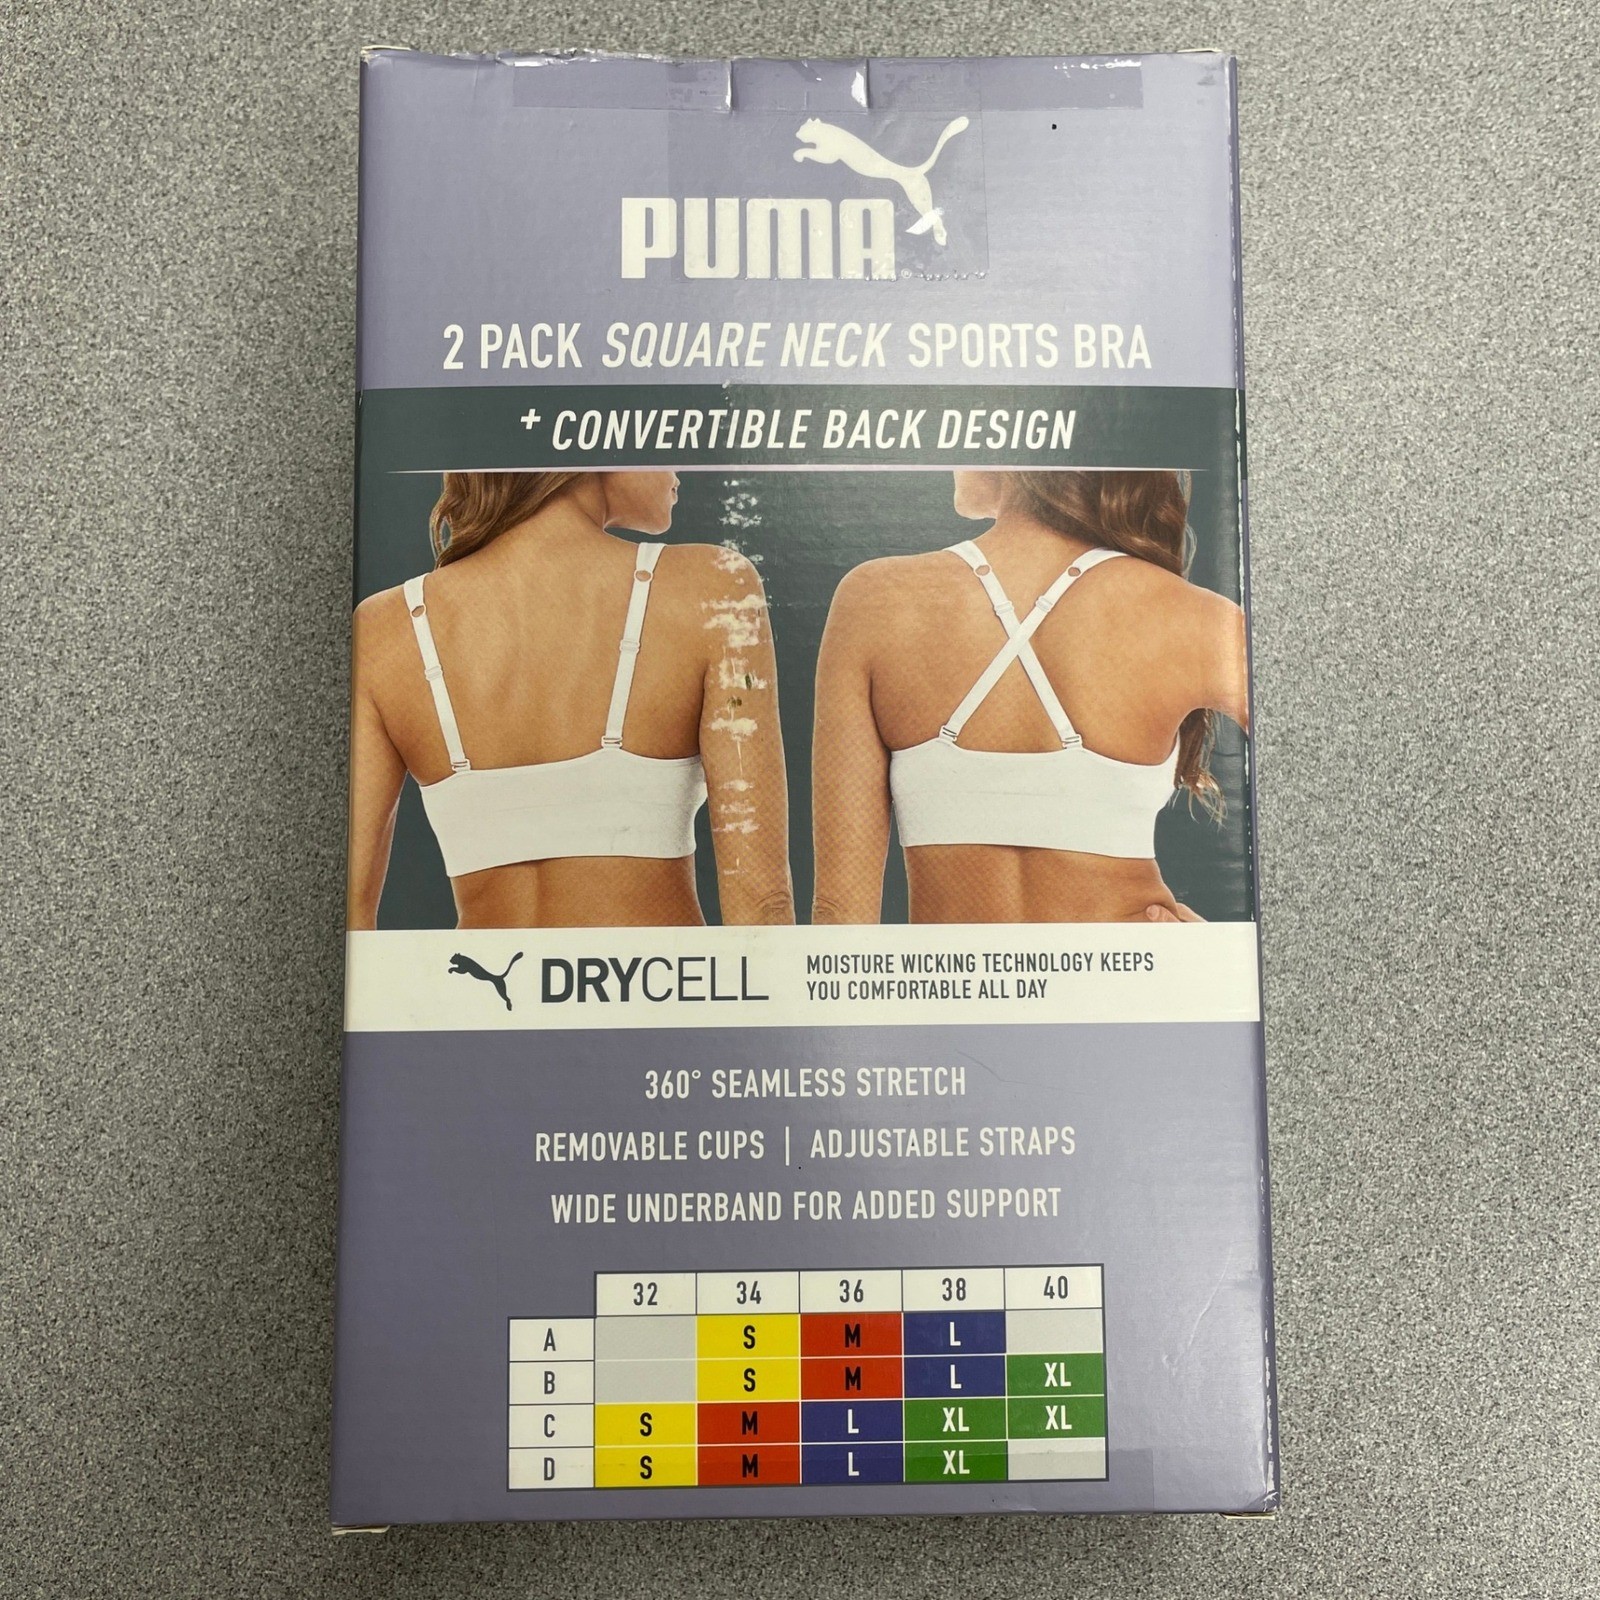 PUMA®
2 PACK SQUARE NECK SPORTS BRA
+ CONVERTIBLE BACK DESIGN
DRYCELL
MOISTURE WICKING TECHNOLOGY KEEPS
YOU COMFORTABLE ALL DAY
360° SEAMLESS STRETCH
REMOVABLE CUPS | ADJUSTABLE STRAPS
WIDE UNDERBAND FOR ADDED SUPPORT
32 34 36 38 40
A S M L
B S M L XL
C S M L XL XL
D S M L XL